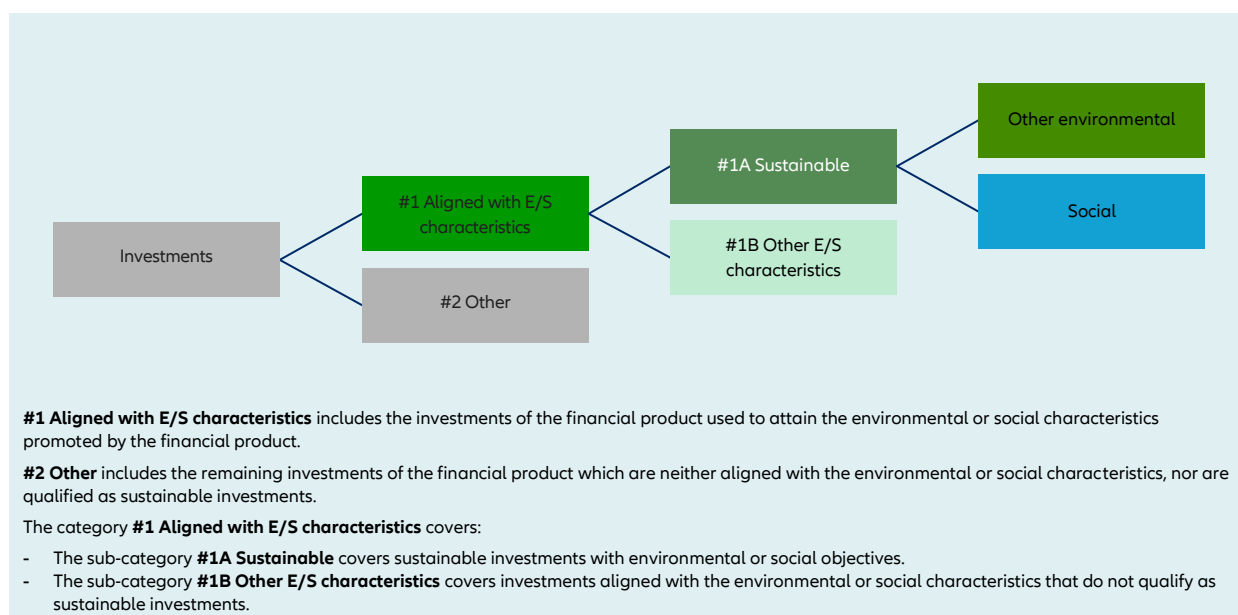 Other environmental
#1A Sustainable
#1 Aligned with E/S
characteristics
Social
Investments
#1B Other E/S
characteristics
#2 Other
#1 Aligned with E/S characteristics includes the investments of the financial product used to attain the environmental or social characteristics
promoted by the financial product.
#2 Other includes the remaining investments of the financial product which are neither aligned with the environmental or social characteristics, nor are
qualified as sustainable investments.
The category #1 Aligned with E/S characteristics covers:
- The sub-category #1A Sustainable covers sustainable investments with environmental or social objectives.
- The sub-category #1B Other E/S characteristics covers investments aligned with the environmental or social characteristics that do not qualify as
sustainable investments.